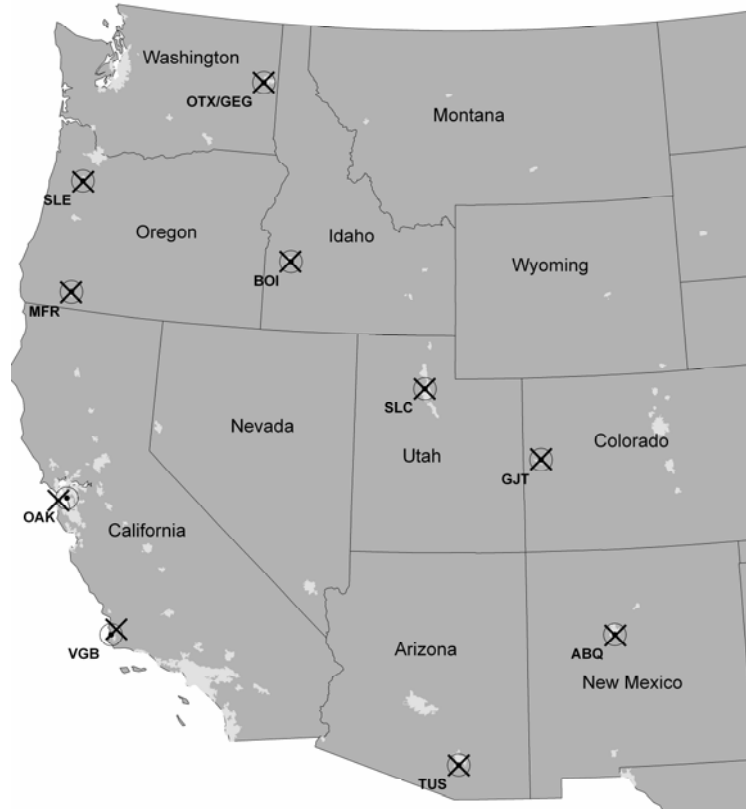 Washington
OTX/GEG
Montana
SLE
Oregon
Idaho
BOI
Wyoming
MFR
SLC
Nevada
Utah
Colorado
GJT
OAK
California
VGB
Arizona
ABQ
New Mexico
TUS